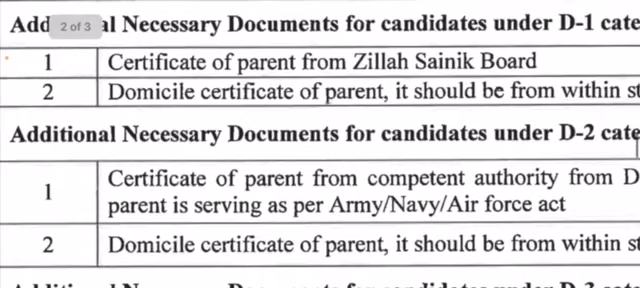 Add 2 of 3 al Necessary Documents for candidates under D-1 cate
1 Certificate of parent from Zillah Sainik Board
2 Domicile certificate of parent, it should be from within st
Additional Necessary Documents for candidates under D-2 cate
1 Certificate of parent from competent authority from D
parent is serving as per Army/Navy/Air force act
2 Domicile certificate of parent, it should be from within st